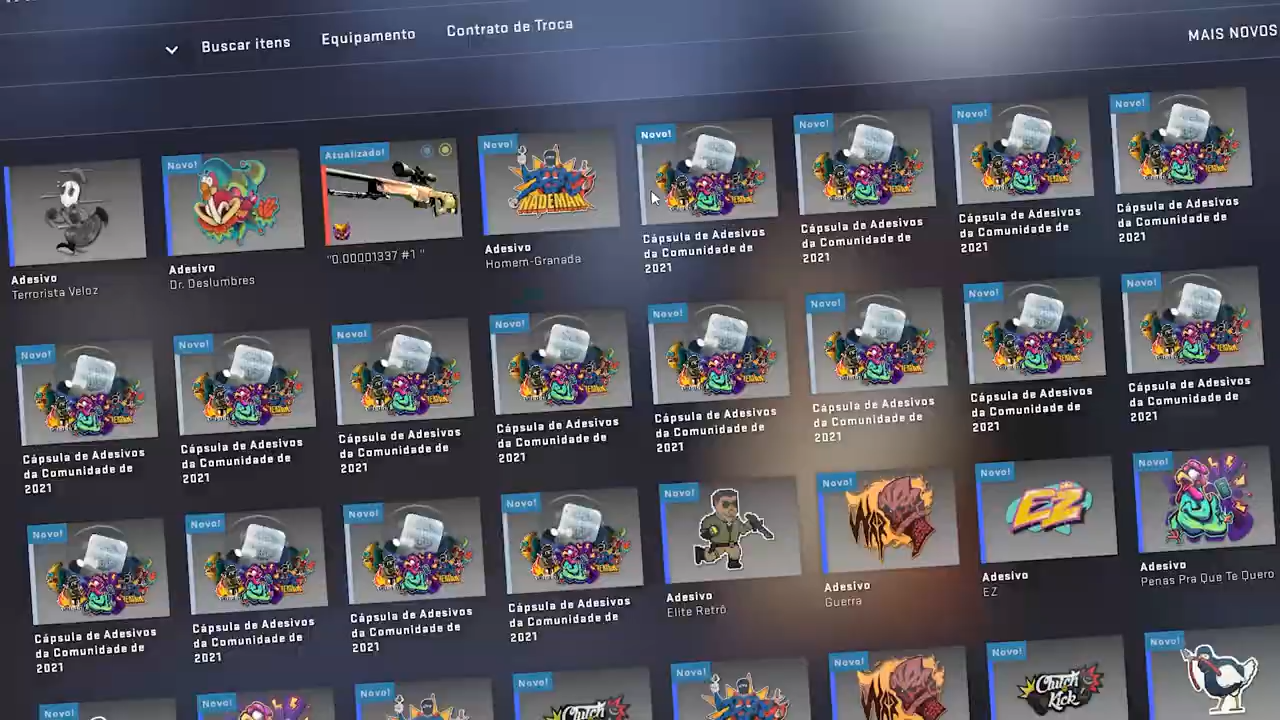 Buscar itens
Equipamento
Contrato de Troca
MAIS NOVOS
Adesivo
Terrorista Veloz
Novo!
Adesivo
Dr. Deslumbres
Atualizado!
"0.00001337 #1 "
Novo!
NADEMAN
Adesivo
Homem-Granada
Novo!
Cápsula de Adesivos
da Comunidade de
2021
Novo!
Cápsula de Adesivos
da Comunidade de
2021
Novo!
Cápsula de Adesivos
da Comunidade de
2021
Novo!
Cápsula de Adesivos
da Comunidade de
2021
Novo!
Cápsula de Adesivos
da Comunidade de
2021
Novo!
Cápsula de Adesivos
da Comunidade de
2021
Novo!
Cápsula de Adesivos
da Comunidade de
2021
Novo!
Cápsula de Adesivos
da Comunidade de
2021
Novo!
Cápsula de Adesivos
da Comunidade de
2021
Novo!
Cápsula de Adesivos
da Comunidade de
2021
Novo!
Cápsula de Adesivos
da Comunidade de
2021
Novo!
Cápsula de Adesivos
da Comunidade de
2021
Novo!
Cápsula de Adesivos
da Comunidade de
2021
Novo!
Cápsula de Adesivos
da Comunidade de
2021
Novo!
Cápsula de Adesivos
da Comunidade de
2021
Novo!
Cápsula de Adesivos
da Comunidade de
2021
Novo!
Adesivo
Elite Retrô
Novo!
WAR
Adesivo
Guerra
Novo!
EZ
Adesivo
EZ
Novo!
Adesivo
Penas Pra Que Te Quero
Novo!
Novo!
Novo!
Novo!
Clutch
Novo!
Novo!
WAR
Novo!
Clutch
Kick
Novo!